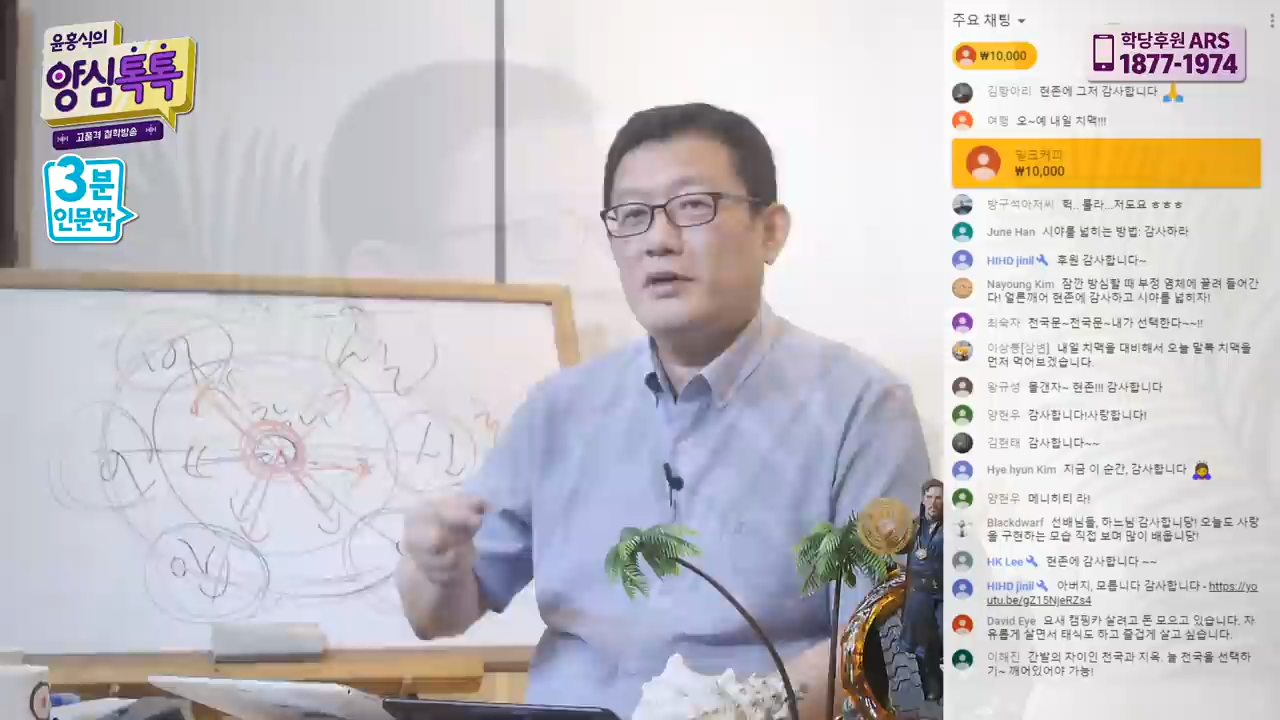 윤홍식의
양심톡톡
고품격 철학방송
3분
인문학
주요 채팅
학당후원 ARS
1877-1974
₩10,000
김황아리 현존에 그저 감사합니다
여행 오~예 내일 치맥!!!
밀크커피
₩10,000
방구석아저씨 헉.. 룰라...저도요 ㅎㅎㅎ
June Han 시야를 넓히는 방법: 감사하라
HIHD jinil 후원 감사합니다~
Nayoung Kim 잠깐 방심할 때 부정 염체에 끌려 들어간
다! 얼른깨어 현존에 감사하고 시야를 넓히자!
최숙자 천국문~천국문~내가 선택한다~~!!
내일 치맥을 대비해서 오늘 말복 치맥을
먼저 먹어보겠습니다.
왕규성 몰갠자~ 현존!!! 감사합니다
양현우 감사합니다!사랑합니다!
김현태 감사합니다~~
Hye hyun Kim 지금 이 순간, 감사합니다
양현우 메니히티 라!
Blackdwarf 선배님들, 하느님 감사합니당! 오늘도 사랑
을 구현하는 모습 직접 보며 많이 배웁니당!
HK Lee 현존에 감사합니다 ~~
HIHD jinil 아버지, 모릅니다 감사합니다 - https://yo
utu.be/gZ15NjeRZs4
David Eye 요새 캠핑카 살려고 돈 모으고 있습니다. 자
유롭게 살면서 태식도 하고 즐겁게 살고 싶습니다.
이해진 간발의 차이인 천국과 지옥. 늘 천국을 선택하
기~ 깨어있어야 가능!